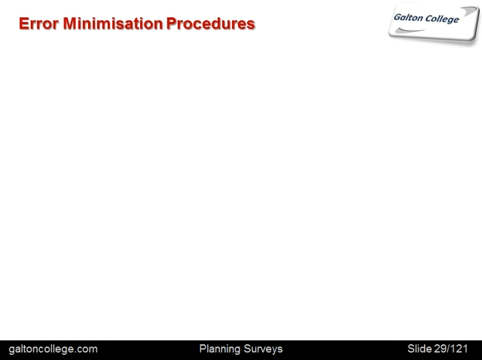 Error Minimisation Procedures
Galton College
galtoncollege.com
Planning Surveys
Slide 29/121